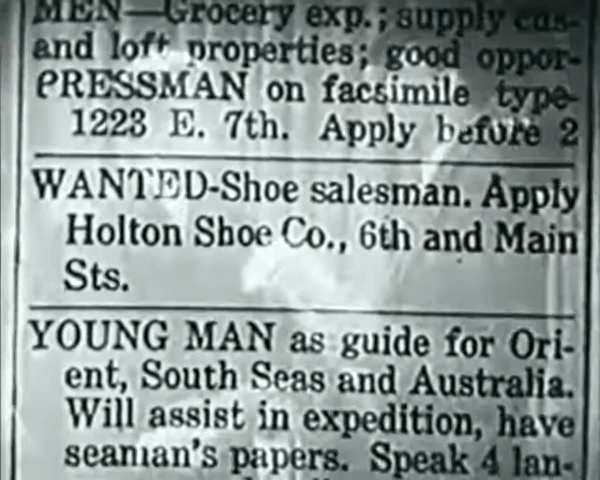 MEN—Grocery exp.; supply cus-
and loft properties; good oppor-
PRESSMAN on facsimile type-
1223 E. 7th. Apply before 2
WANTED-Shoe salesman. Apply
Holton Shoe Co., 6th and Main
Sts.
YOUNG MAN as guide for Ori-
ent, South Seas and Australia.
Will assist in expedition, have
seaman's papers. Speak 4 lan-